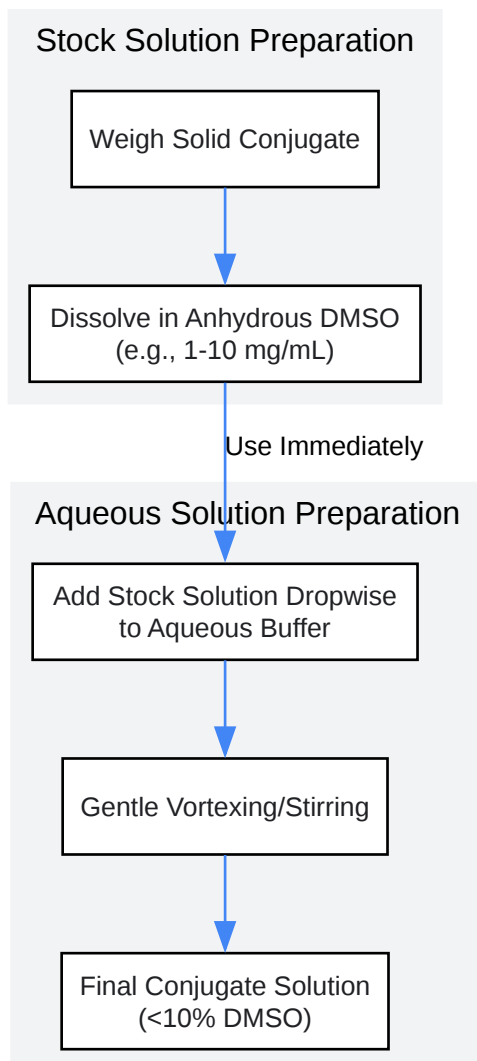 Stock Solution Preparation
Weigh Solid Conjugate
Dissolve in Anhydrous DMSO
(e.g., 1-10 mg/mL)
Use Immediately
Aqueous Solution Preparation
Add Stock Solution Dropwise
to Aqueous Buffer
Gentle Vortexing/Stirring
Final Conjugate Solution
(<10% DMSO)